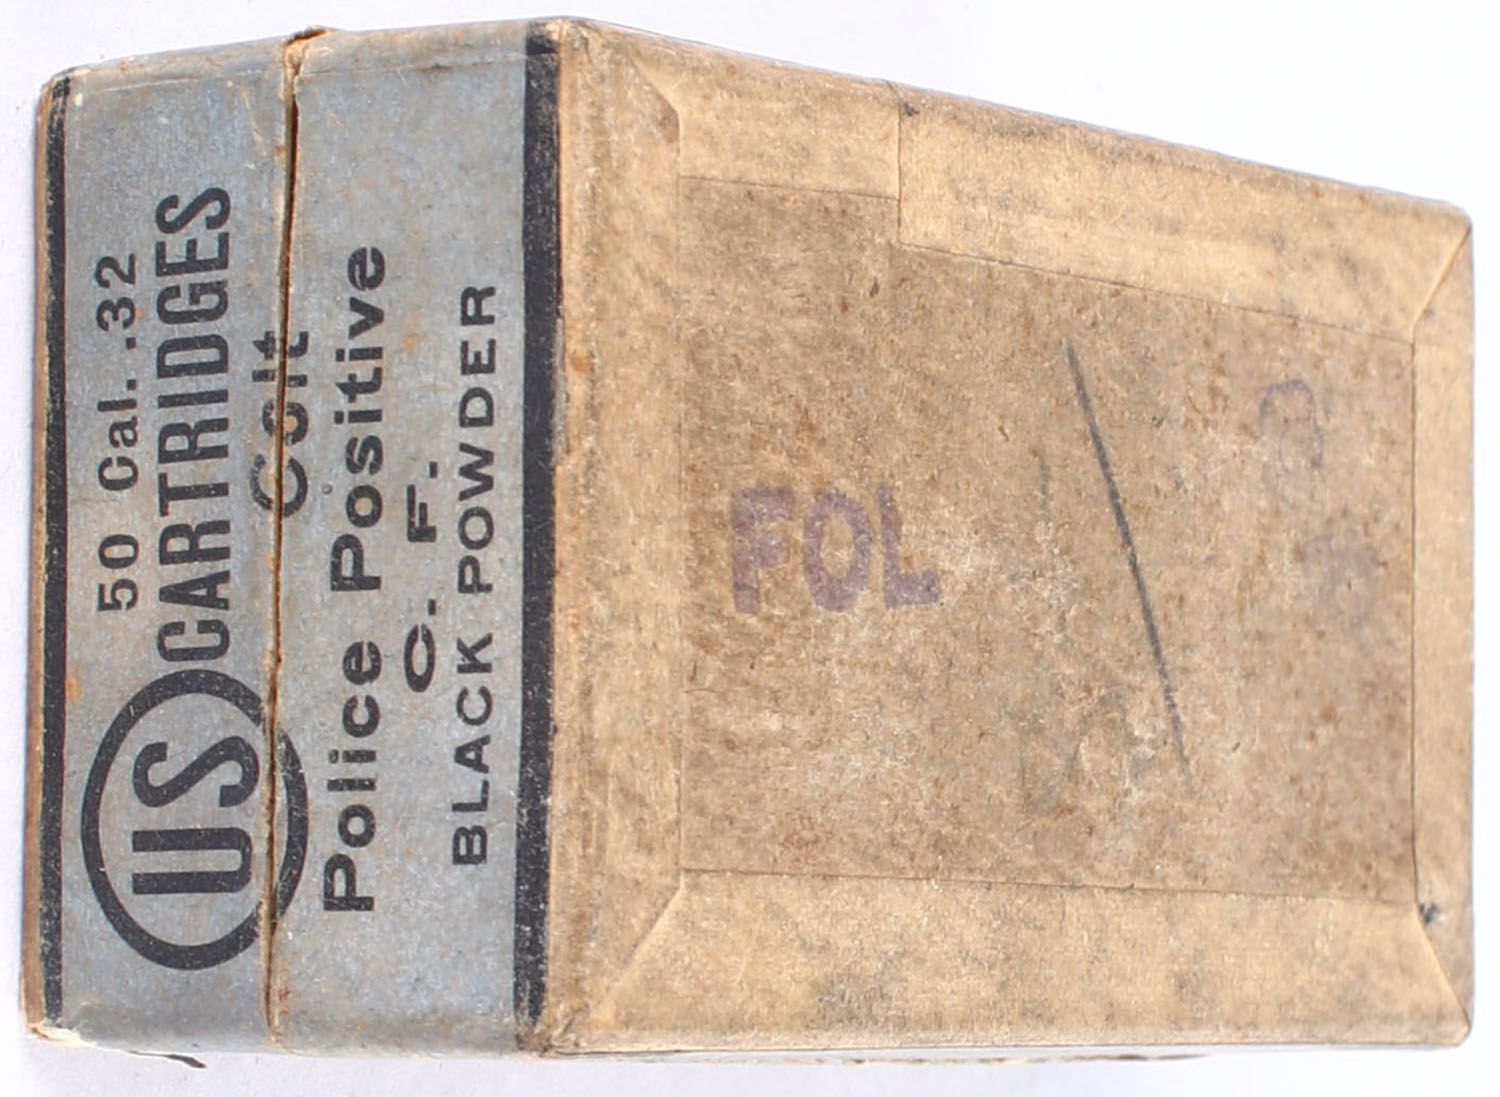 50 Cal. .32
US CARTRIDGES
Colt
Police Positive
C. F.
BLACK POWDER
FOL